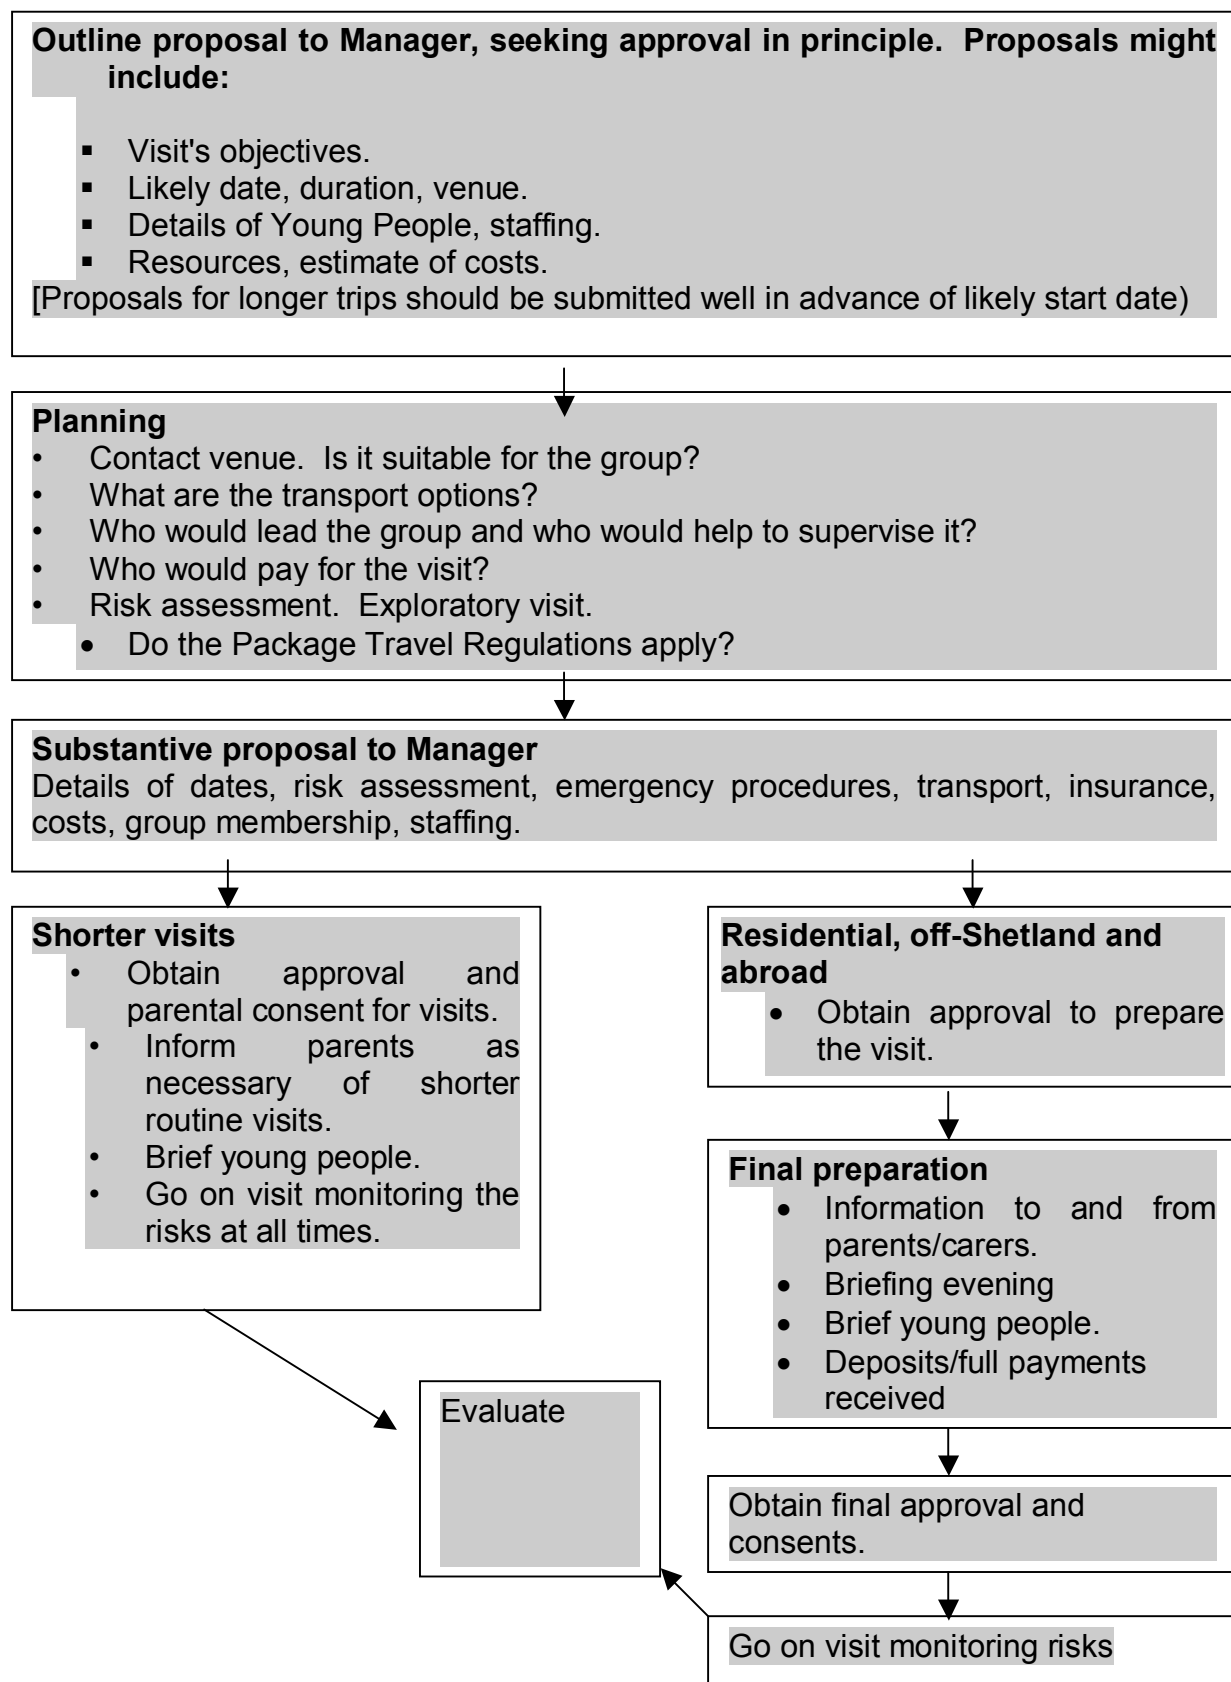 Outline proposal to Manager, seeking approval in principle. Proposals might
include:
▪ Visit's objectives.
▪ Likely date, duration, venue.
▪ Details of Young People, staffing.
▪ Resources, estimate of costs.
[Proposals for longer trips should be submitted well in advance of likely start date)
Planning
• Contact venue. Is it suitable for the group?
• What are the transport options?
• Who would lead the group and who would help to supervise it?
• Who would pay for the visit?
• Risk assessment. Exploratory visit.
• Do the Package Travel Regulations apply?
Substantive proposal to Manager
Details of dates, risk assessment, emergency procedures, transport, insurance,
costs, group membership, staffing.
Shorter visits
• Obtain approval and
parental consent for visits.
• Inform parents as
necessary of shorter
routine visits.
• Brief young people.
• Go on visit monitoring the
risks at all times.
Residential, off-Shetland and
abroad
• Obtain approval to prepare
the visit.
Final preparation
• Information to and from
parents/carers.
• Briefing evening
• Brief young people.
• Deposits/full payments
received
Evaluate
Obtain final approval and
consents.
Go on visit monitoring risks